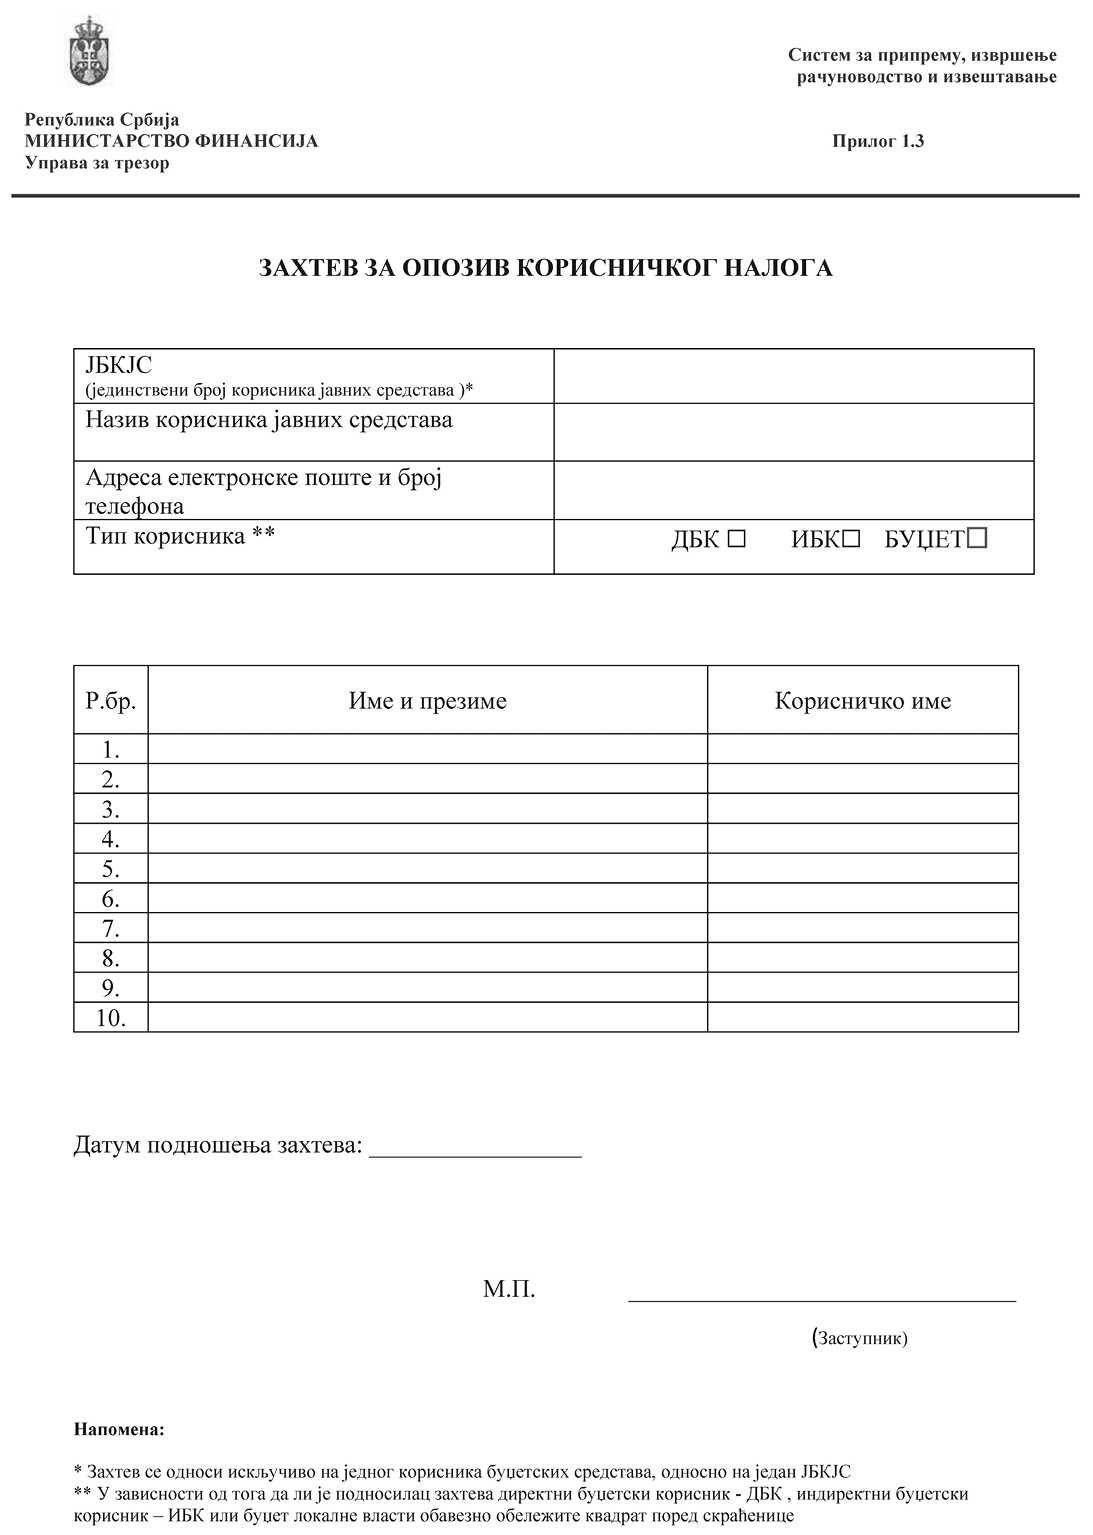 Систем за припрему, извршење
рачуноводство и извештавање
Република Србија
МИНИСТАРСТВО ФИНАНСИЈА
Прилог 1.3
Управа за трезор
ЗАХТЕВ ЗА ОПОЗИВ КОРИСНИЧКОГ НАЛОГА
ЈБКЈС
(јединствени број корисника јавних средстава )*
Назив корисника јавних средстава
Адреса електронске поште и број
телефона
Тип корисника ** ДБК ☐ ИБК☐ БУЏЕТ☐
Р.бр. Име и презиме Корисничко име
1.
2.
3.
4.
5.
6.
7.
8.
9.
10.
Датум подношења захтева: _________________
М.П. _______________________________
(Заступник)
Напомена:
* Захтев се односи искључиво на једног корисника буџетских средстава, односно на један ЈБКЈС
** У зависности од тога да ли је подносилац захтева директни буџетски корисник - ДБК , индиректни буџетски
корисник – ИБК или буџет локалне власти обавезно обележите квадрат поред скраћенице